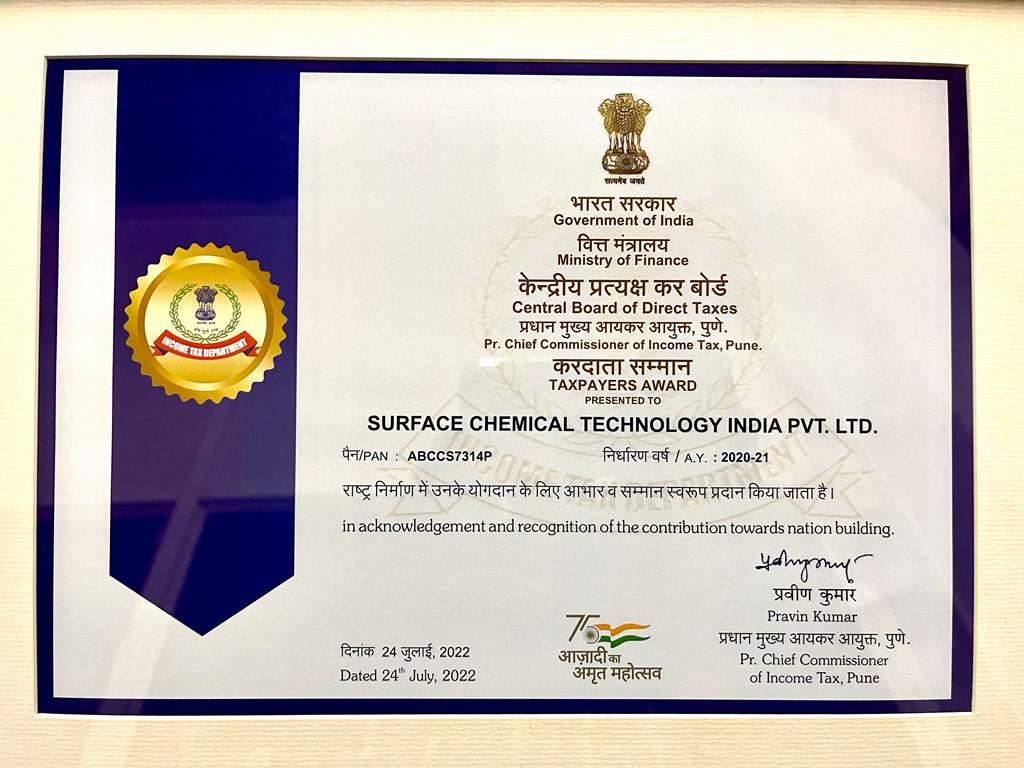 सत्यमेव जयते
भारत सरकार
Government of India
वित्त मंत्रालय
Ministry of Finance
केन्द्रीय प्रत्यक्ष कर बोर्ड
Central Board of Direct Taxes
प्रधान मुख्य आयकर आयुक्त, पुणे.
Pr. Chief Commissioner of Income Tax, Pune.
करदाता सम्मान
TAXPAYERS AWARD
PRESENTED TO
SURFACE CHEMICAL TECHNOLOGY INDIA PVT. LTD.
पैन/PAN : ABCCS7314P
निर्धारण वर्ष / A.Y. : 2020-21
राष्ट्र निर्माण में उनके योगदान के लिए आभार व सम्मान स्वरूप प्रदान किया जाता है।
in acknowledgement and recognition of the contribution towards nation building.
INCOME TAX DEPARTMENT
INCOME TAX DEPARTMENT
प्रवीण कुमार
Pravin Kumar
प्रधान मुख्य आयकर आयुक्त, पुणे.
Pr. Chief Commissioner
of Income Tax, Pune
75
आज़ादी का
अमृत महोत्सव
दिनांक 24 जुलाई, 2022
Dated 24th July, 2022